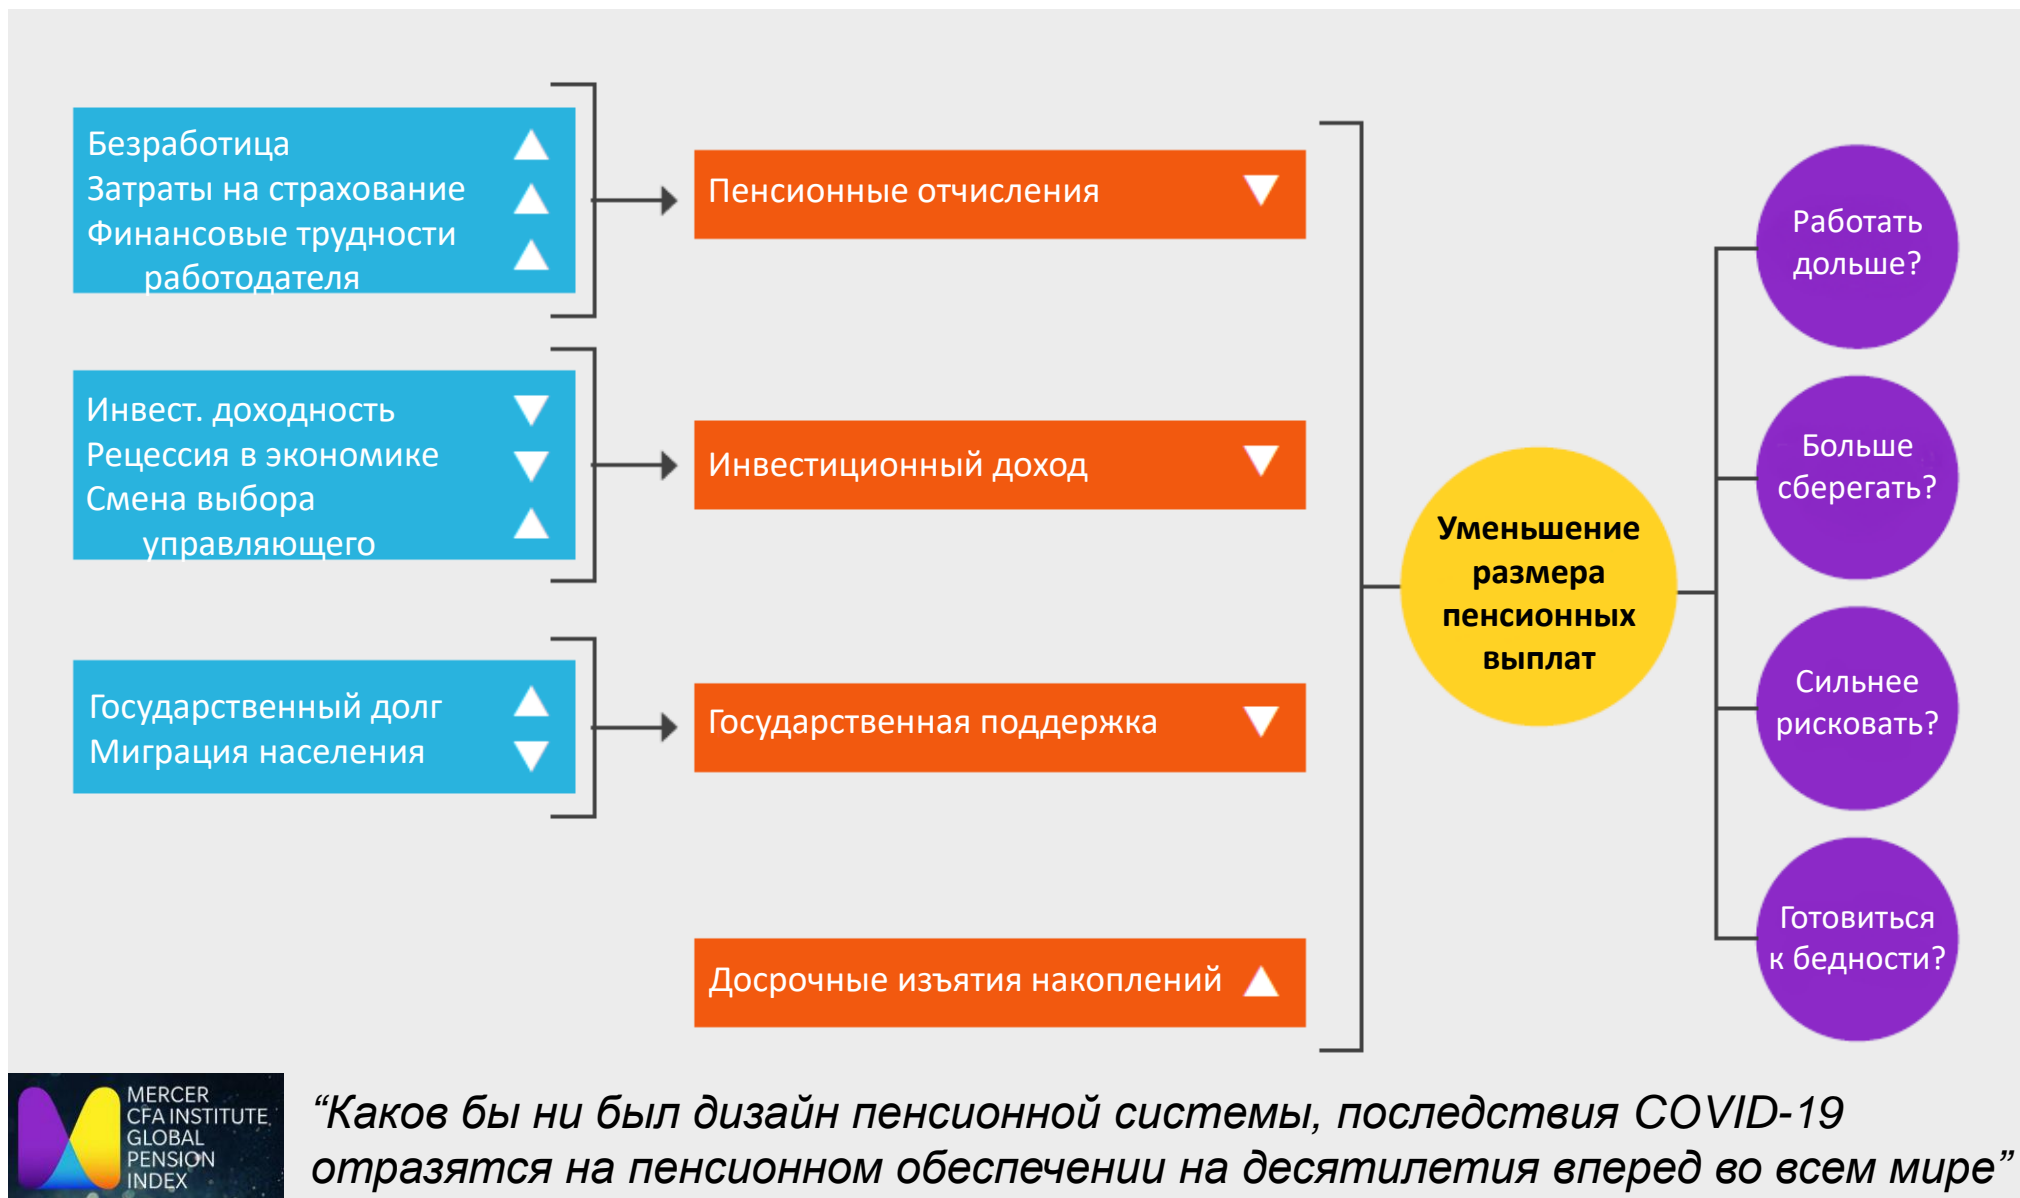 Безработица
Затраты на страхование
Финансовые трудности
работодателя
Пенсионные отчисления
Инвест. доходность
Рецессия в экономике
Смена выбора
управляющего
Инвестиционный доход
Государственный долг
Миграция населения
Государственная поддержка
Досрочные изъятия накоплений
Уменьшение
размера
пенсионных
выплат
Работать
дольше?
Больше
сберегать?
Сильнее
рисковать?
Готовиться
к бедности?
MERCER
CFA INSTITUTE
GLOBAL
PENSION
INDEX
“Каков бы ни был дизайн пенсионной системы, последствия COVID-19
отразятся на пенсионном обеспечении на десятилетия вперед во всем мире”